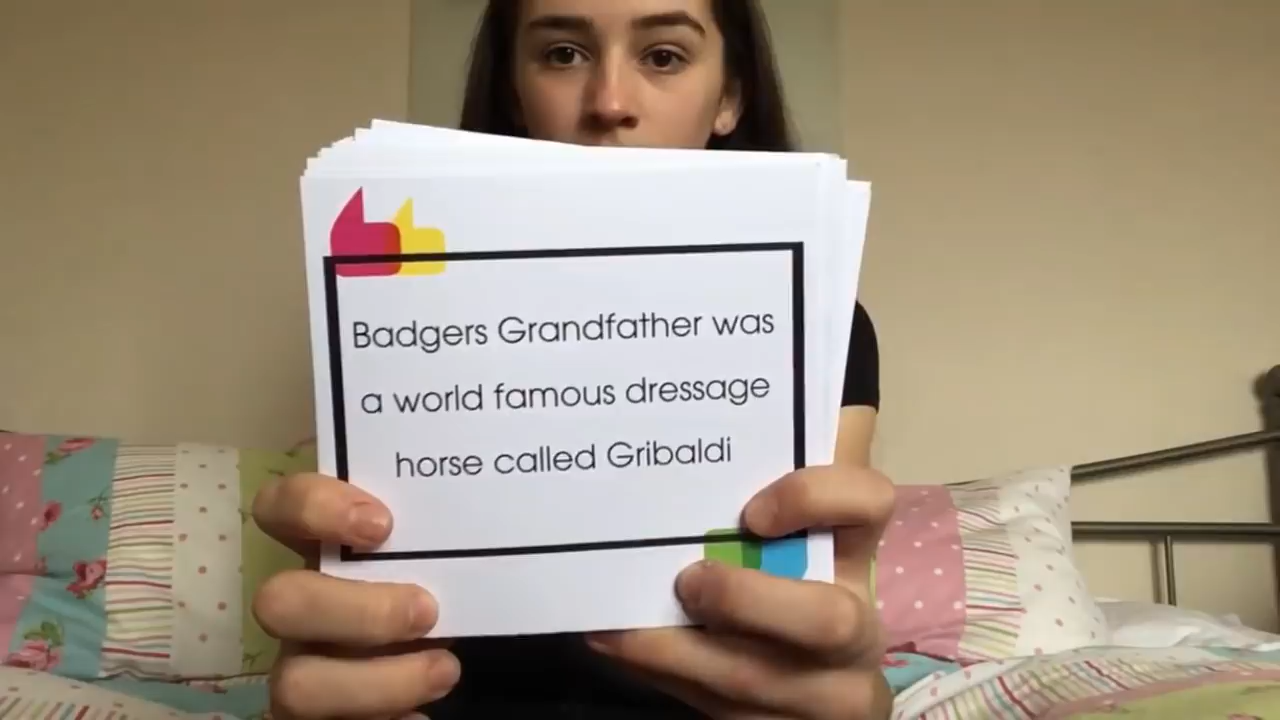 Badgers Grandfather was
a world famous dressage
horse called Gribaldi